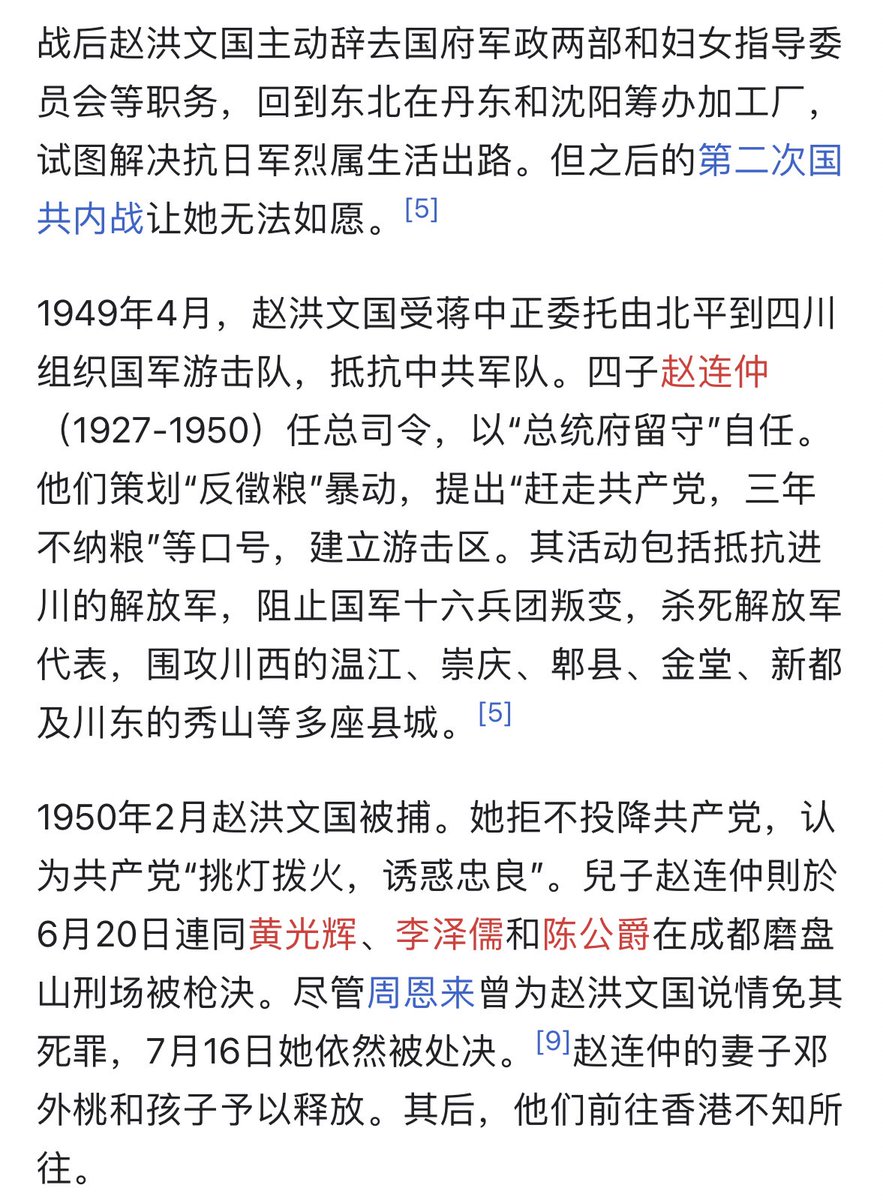 战后赵洪文国主动辞去国府军政两部和妇女指导委
员会等职务，回到东北在丹东和沈阳筹办加工厂，
试图解决抗日军烈属生活出路。但之后的第二次国
共内战让她无法如愿。[5]
1949年4月，赵洪文国受蒋中正委托由北平到四川
组织国军游击队，抵抗中共军队。四子赵连仲
（1927-1950）任总司令，以“总统府留守”自任。
他们策划“反徵粮”暴动，提出“赶走共产党，三年
不纳粮”等口号，建立游击区。其活动包括抵抗进
川的解放军，阻止国军十六兵团叛变，杀死解放军
代表，围攻川西的温江、崇庆、郫县、金堂、新都
及川东的秀山等多座县城。[5]
1950年2月赵洪文国被捕。她拒不投降共产党，认
为共产党“挑灯拨火，诱惑忠良”。兒子赵连仲則於
6月20日連同黄光辉、李泽儒和陈公爵在成都磨盘
山刑场被枪決。尽管周恩来曾为赵洪文国说情免其
死罪，7月16日她依然被处决。[9]赵连仲的妻子邓
外桃和孩子予以释放。其后，他们前往香港不知所
往。